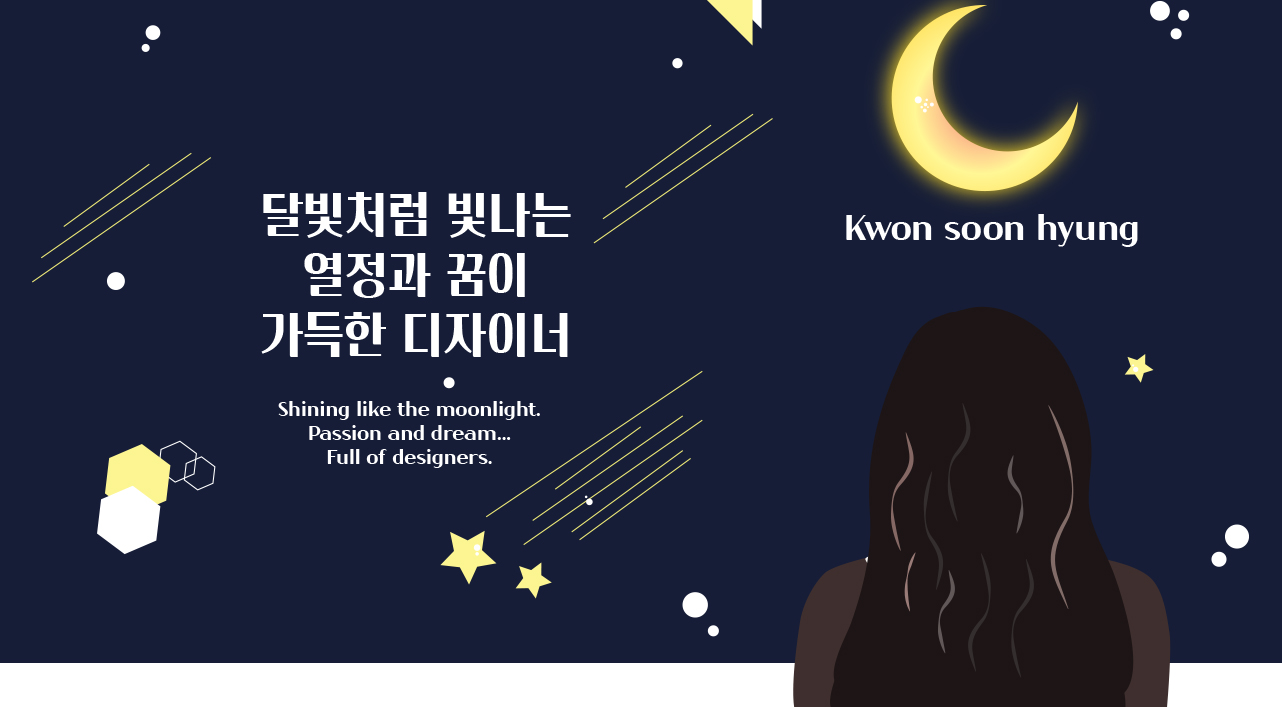 달빛처럼 빛나는
열정과 꿈이
가득한 디자이너
Shining like the moonlight.
Passion and dream...
Full of designers.
Kwon soon hyung